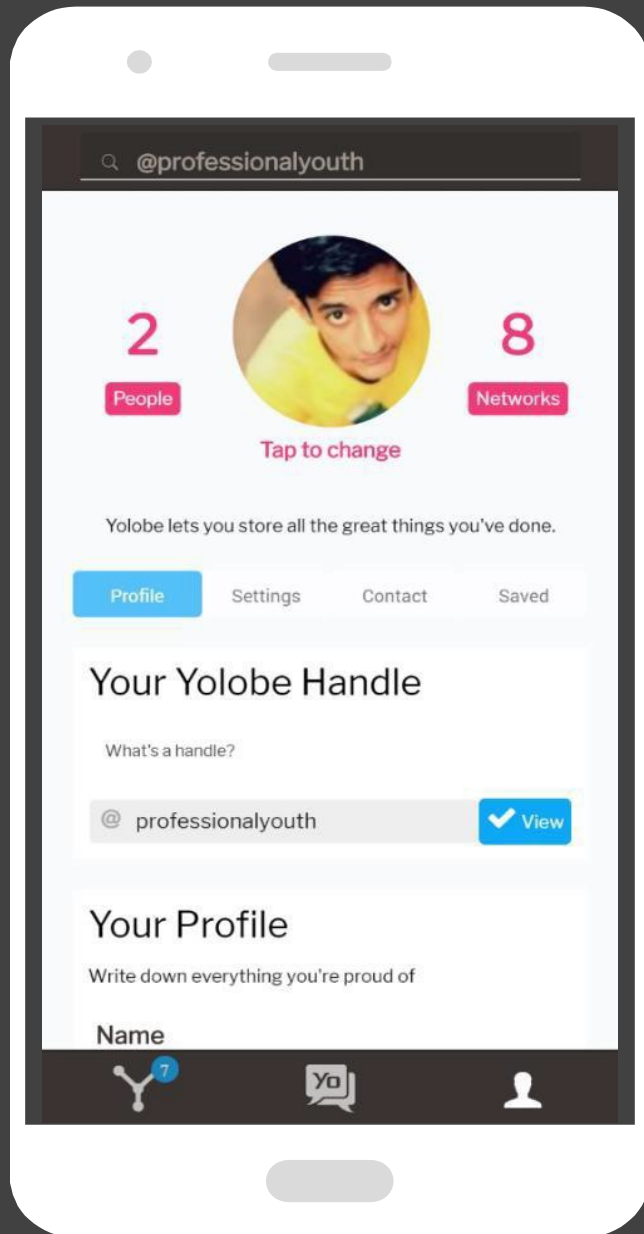 @professionalyouth
2
8
People
Networks
Tap to change
Yolobe lets you store all the great things you've done.
Profile Settings Contact Saved
Your Yolobe Handle
What's a handle?
@ professionalyouth View
Your Profile
Write down everything you're proud of
Name
7
Yo